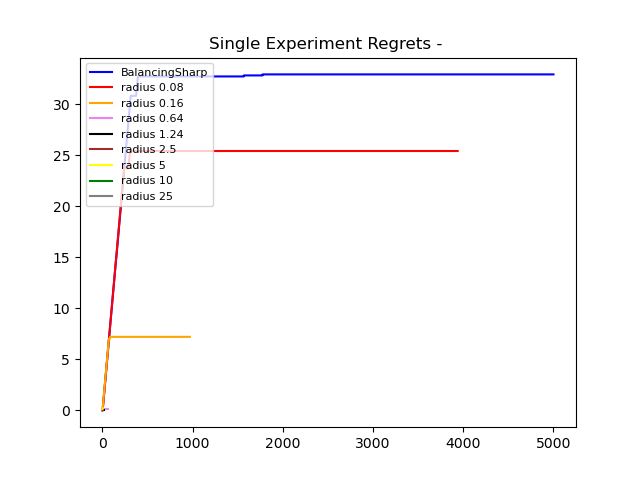 Single Experiment Regrets -
BalancingSharp
radius 0.08
radius 0.16
radius 0.64
radius 1.24
radius 2.5
radius 5
radius 10
radius 25
30
25
20
15
10
5
0
0 1000 2000 3000 4000 5000